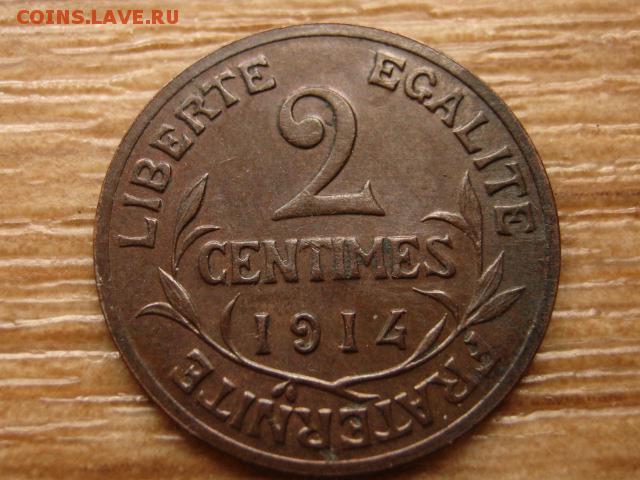 COINS.LAVE.RU
LIBERTE EGALITE
FRATERNITE
2
CENTIMES
1914